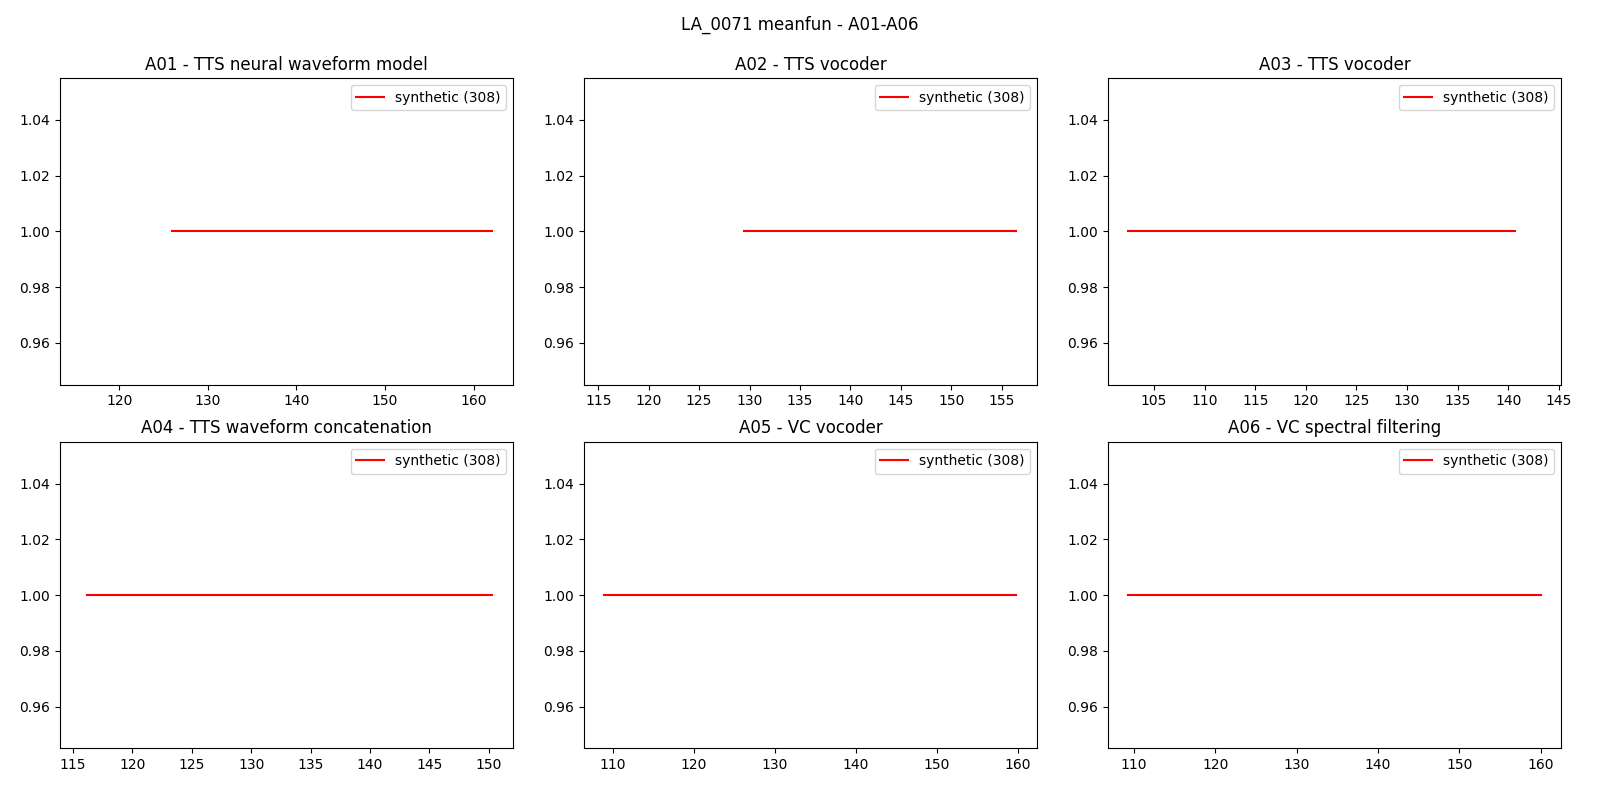 LA_0071 meanfun - A01-A06
A01 - TTS neural waveform model
synthetic (308)
1.04
1.02
1.00
0.98
0.96
120 130 140 150 160
A02 - TTS vocoder
synthetic (308)
1.04
1.02
1.00
0.98
0.96
115 120 125 130 135 140 145 150 155
A03 - TTS vocoder
synthetic (308)
1.04
1.02
1.00
0.98
0.96
105 110 115 120 125 130 135 140 145
A04 - TTS waveform concatenation
synthetic (308)
1.04
1.02
1.00
0.98
0.96
115 120 125 130 135 140 145 150
A05 - VC vocoder
synthetic (308)
1.04
1.02
1.00
0.98
0.96
110 120 130 140 150 160
A06 - VC spectral filtering
synthetic (308)
1.04
1.02
1.00
0.98
0.96
110 120 130 140 150 160